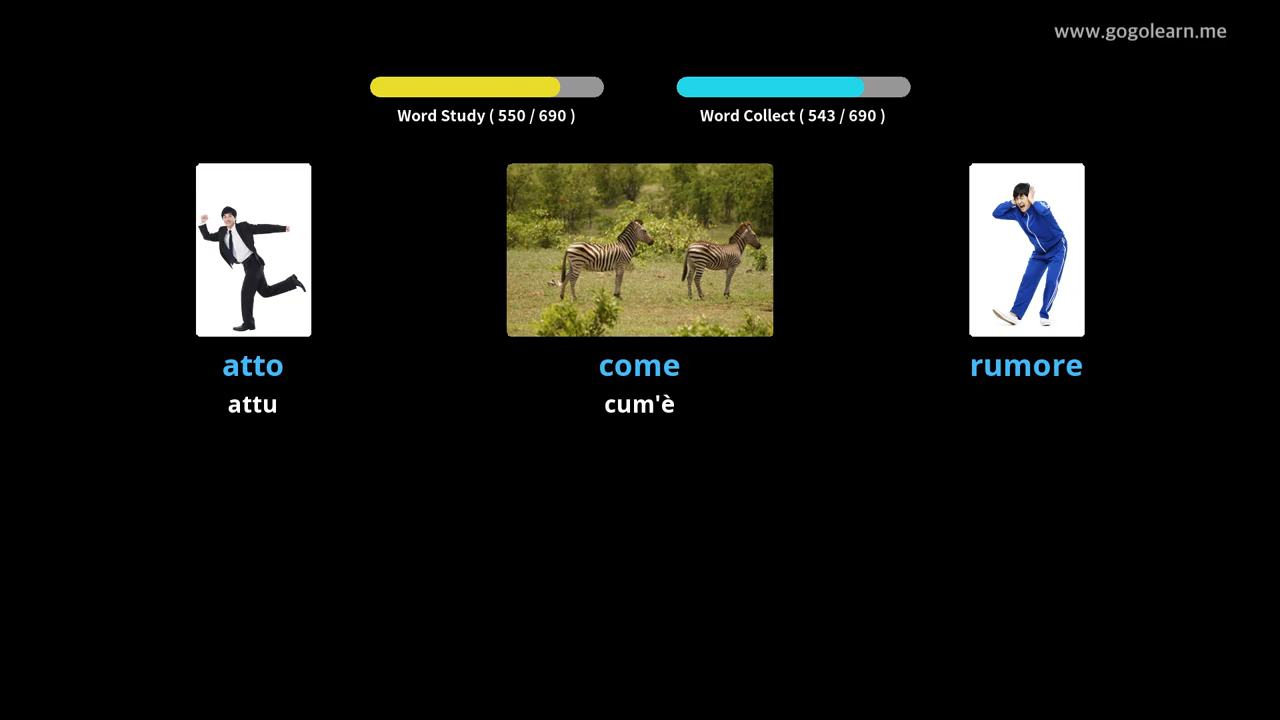 www.gogolearn.me
Word Study ( 550 / 690 )
Word Collect ( 543 / 690 )
atto
come
rumore
attu
cum'è